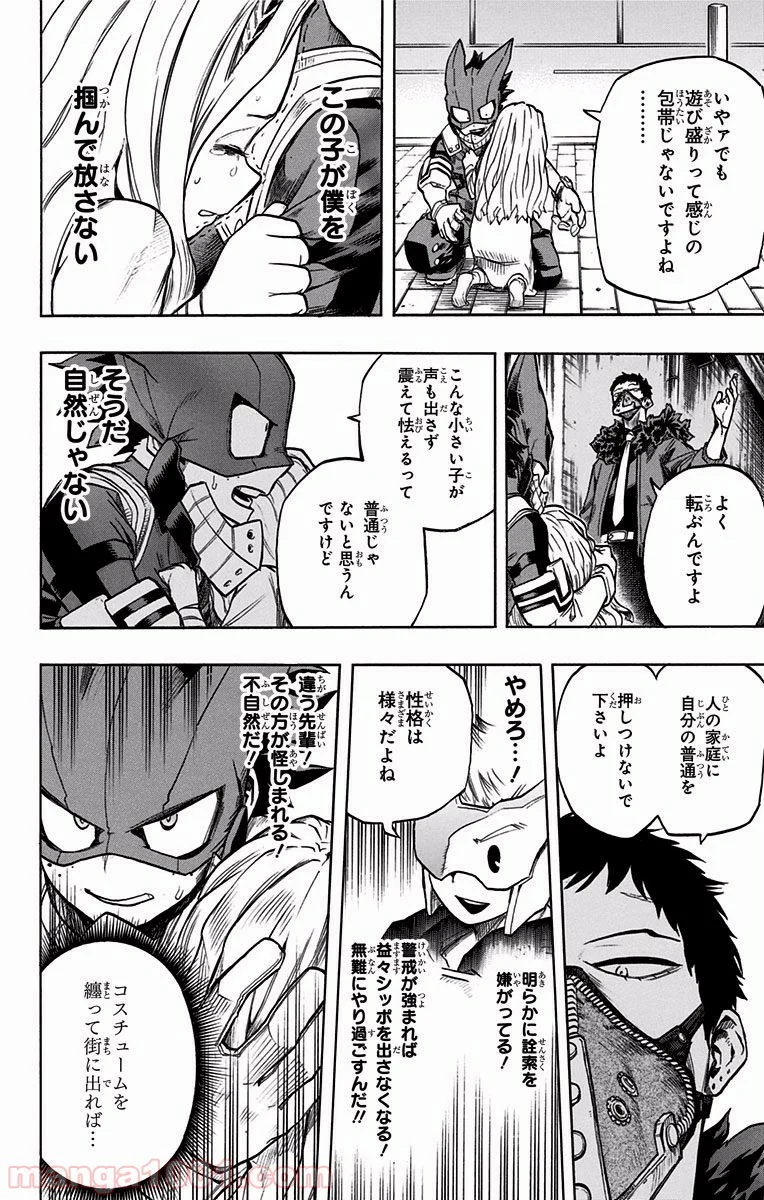 いやァでも
遊び盛りって感じの
包帯じゃないですよね
………
この子が僕を
掴んで放さない
よく
転ぶんですよ
こんな小さい子が
声も出さず
震えて怯えるって
普通じゃ
ないと思うん
ですけど
そうだ
自然じゃない
人の家庭に
自分の普通を
押しつけないで
下さいよ
やめろ…!
性格は
様々だよね
明らかに詮索を
嫌がってる!
警戒が強まれば
益々シッポを出さなくなる!
無難にやり過ごすんだ!!
違う先輩!
その方が怪しまれる!
不自然だ!
コスチュームを
纏って街に出れば…